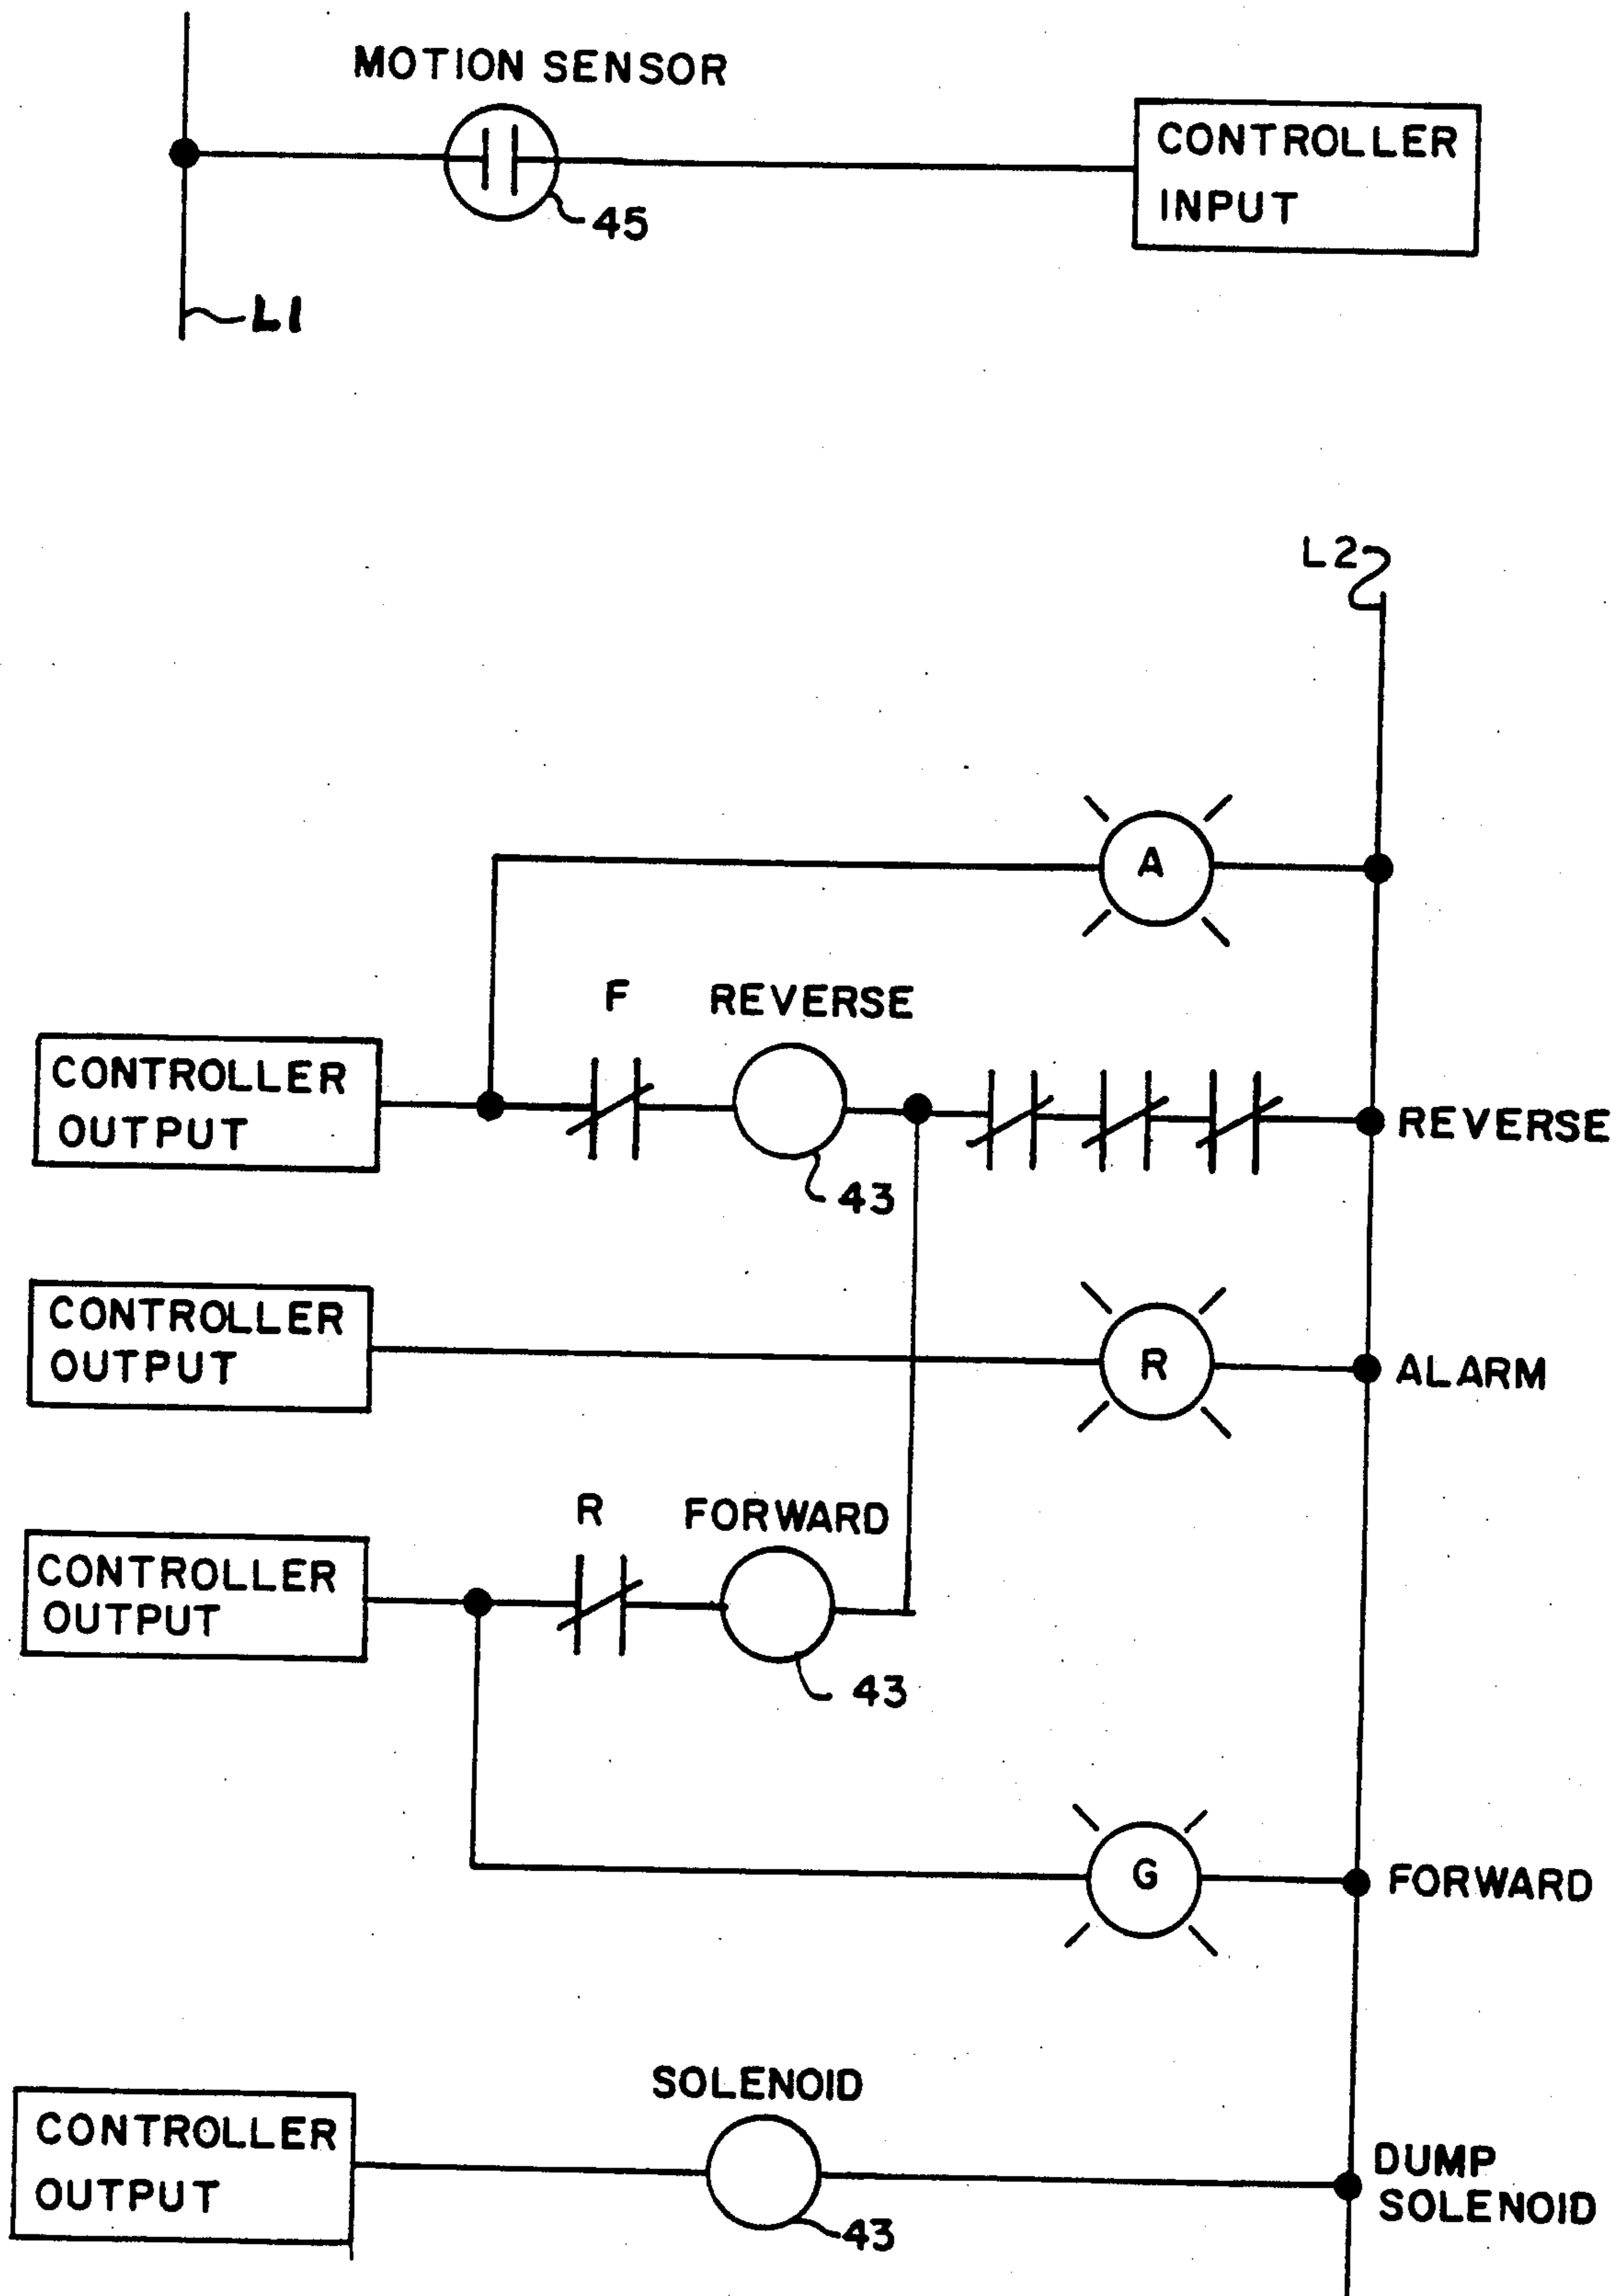 MOTION SENSOR
CONTROLLER
INPUT
45
L1
L2
A
F
REVERSE
CONTROLLER
OUTPUT
REVERSE
43
CONTROLLER
OUTPUT
R
ALARM
R
FORWARD
CONTROLLER
OUTPUT
43
G
FORWARD
SOLENOID
CONTROLLER
OUTPUT
DUMP
SOLENOID
43